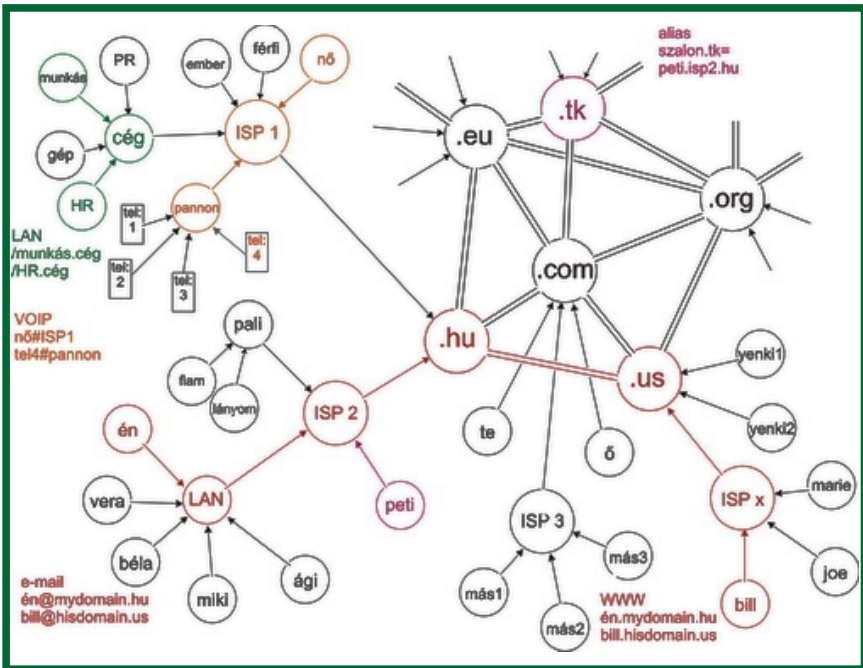 PR
férfi
ember
nő
munkás
cég
ISP 1
gép
HR
pannon
tel:
1
tel:
2
tel:
3
tel:
4
LAN
/munkás.cég
/HR.cég
VOIP
nő#ISP1
tel4#pannon
alias
szalon.tk=
peti.isp2.hu
.eu
.tk
.org
.com
.hu
.us
pali
fiam
lányom
ISP 2
én
LAN
vera
béla
miki
ági
peti
te
ő
yenki1
yenki2
ISP 3
más1
más2
más3
ISP x
marie
joe
bill
e-mail
én@mydomain.hu
bill@hisdomain.us
WWW
én.mydomain.hu
bill.hisdomain.us